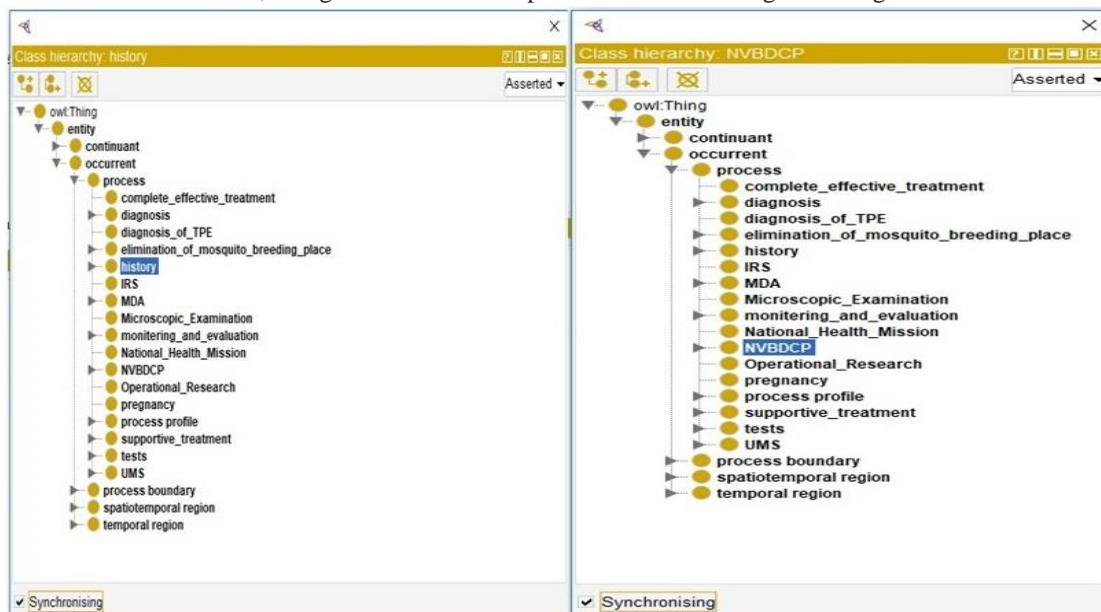 Class hierarchy: history
Asserted
owl:Thing
entity
continuant
occurrent
process
complete_effective_treatment
diagnosis
diagnosis_of_TPE
elimination_of_mosquito_breeding_place
history
IRS
MDA
Microscopic_Examination
monitering_and_evaluation
National_Health_Mission
NVBDCP
Operational_Research
pregnancy
process profile
supportive_treatment
tests
UMS
process boundary
spatiotemporal region
temporal region
Synchronising
Class hierarchy: NVBDCP
Asserted
owl:Thing
entity
continuant
occurrent
process
complete_effective_treatment
diagnosis
diagnosis_of_TPE
elimination_of_mosquito_breeding_place
history
IRS
MDA
Microscopic_Examination
monitering_and_evaluation
National_Health_Mission
NVBDCP
Operational_Research
pregnancy
process profile
supportive_treatment
tests
UMS
process boundary
spatiotemporal region
temporal region
Synchronising